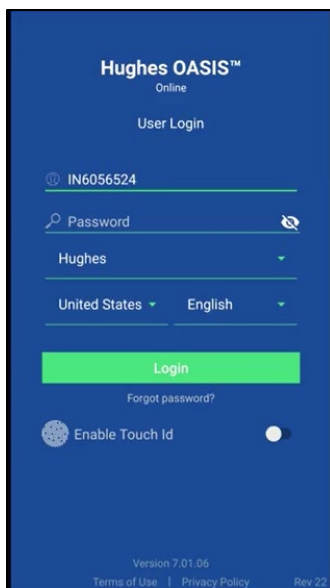 Hughes OASIS™
Online
User Login
IN6056524
Password
Hughes
United States English
Login
Forgot password?
Enable Touch Id
Version 7.01.06
Terms of Use | Privacy Policy Rev 22